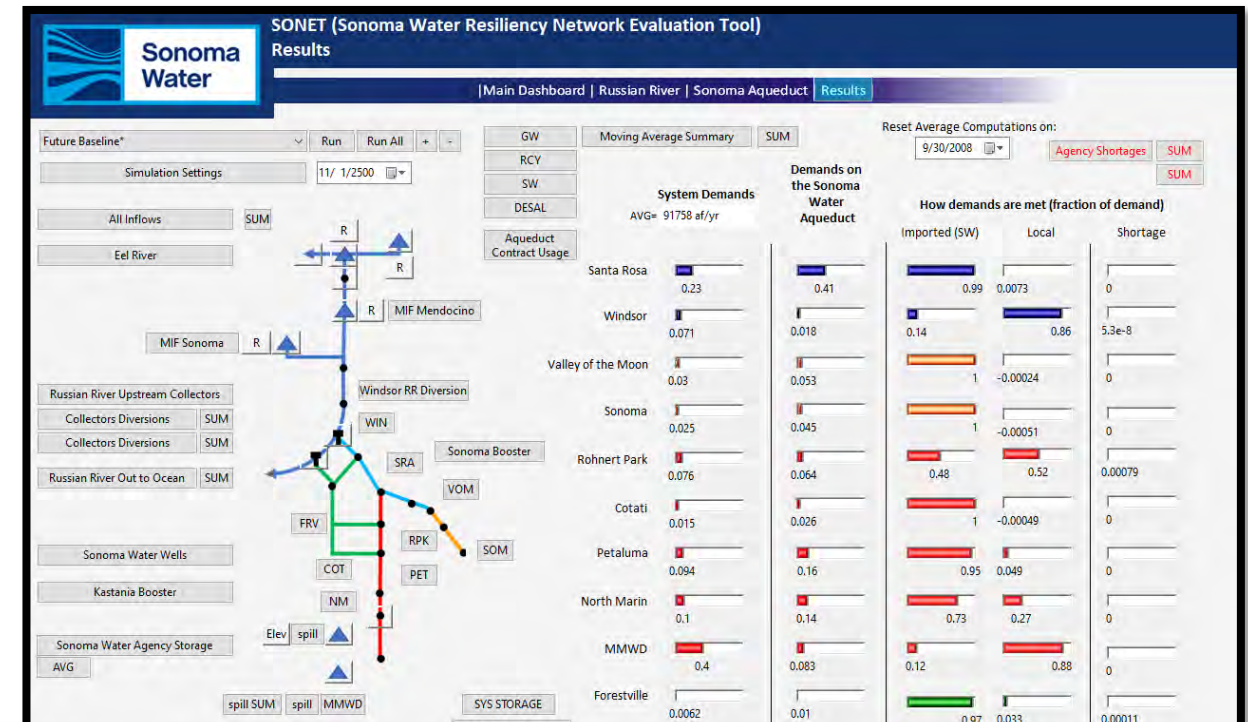 SONET (Sonoma Water Resiliency Network Evaluation Tool)
Results
Sonoma
Water
|Main Dashboard | Russian River | Sonoma Aqueduct | Results
Future Baseline*
Run
Run All
+
-
Simulation Settings
11/ 1/2500
GW
RCY
SW
DESAL
Aqueduct
Contract Usage
Moving Average Summary
SUM
Reset Average Computations on:
9/30/2008
Agency Shortages
SUM
SUM
All Inflows
SUM
Eel River
R
R
R
MIF Mendocino
MIF Sonoma
R
Russian River Upstream Collectors
Collectors Diversions
SUM
Collectors Diversions
SUM
Russian River Out to Ocean
SUM
Windsor RR Diversion
WIN
SRA
Sonoma Booster
VOM
FRV
RPK
SOM
COT
PET
NM
Sonoma Water Wells
Kastania Booster
Sonoma Water Agency Storage
AVG
Elev
spill
spill SUM
spill
MMWD
SYS STORAGE
System Demands
AVG= 91758 af/yr
Demands on
the Sonoma
Water
Aqueduct
How demands are met (fraction of demand)
Imported (SW)
Local
Shortage
Santa Rosa
0.23
0.41
0.99
0.0073
0
Windsor
0.071
0.018
0.14
0.86
5.3e-8
Valley of the Moon
0.03
0.053
1
-0.00024
0
Sonoma
0.025
0.045
1
-0.00051
0
Rohnert Park
0.076
0.064
0.48
0.52
0.00079
Cotati
0.015
0.026
1
-0.00049
0
Petaluma
0.094
0.16
0.95
0.049
0
North Marin
0.1
0.14
0.73
0.27
0
MMWD
0.4
0.083
0.12
0.88
0
Forestville
0.0062
0.01
0.97
0.033
0.00011